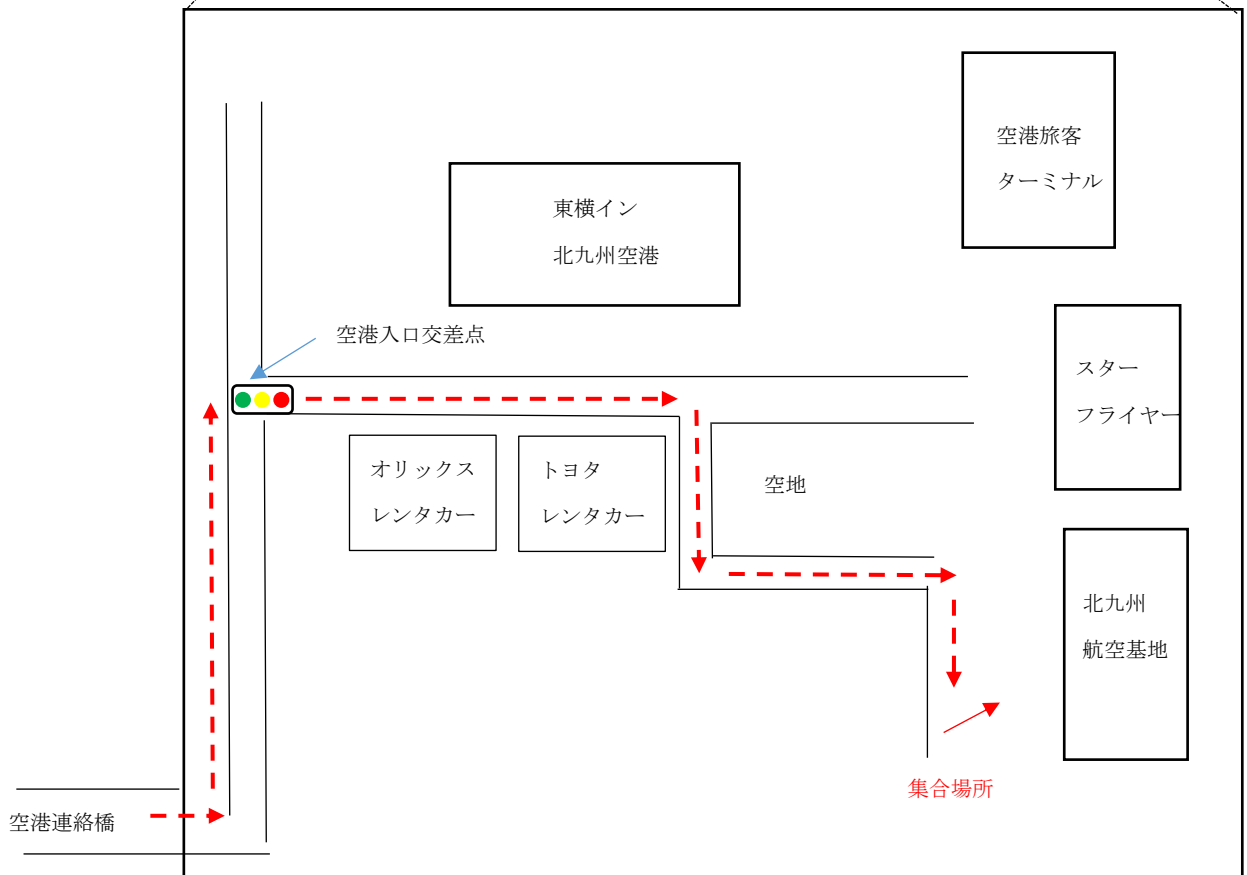 空港旅客
ターミナル
東横イン
北九州空港
空港入口交差点
スター
フライヤー
オリックス
レンタカー
トヨタ
レンタカー
空地
北九州
航空基地
集合場所
空港連絡橋